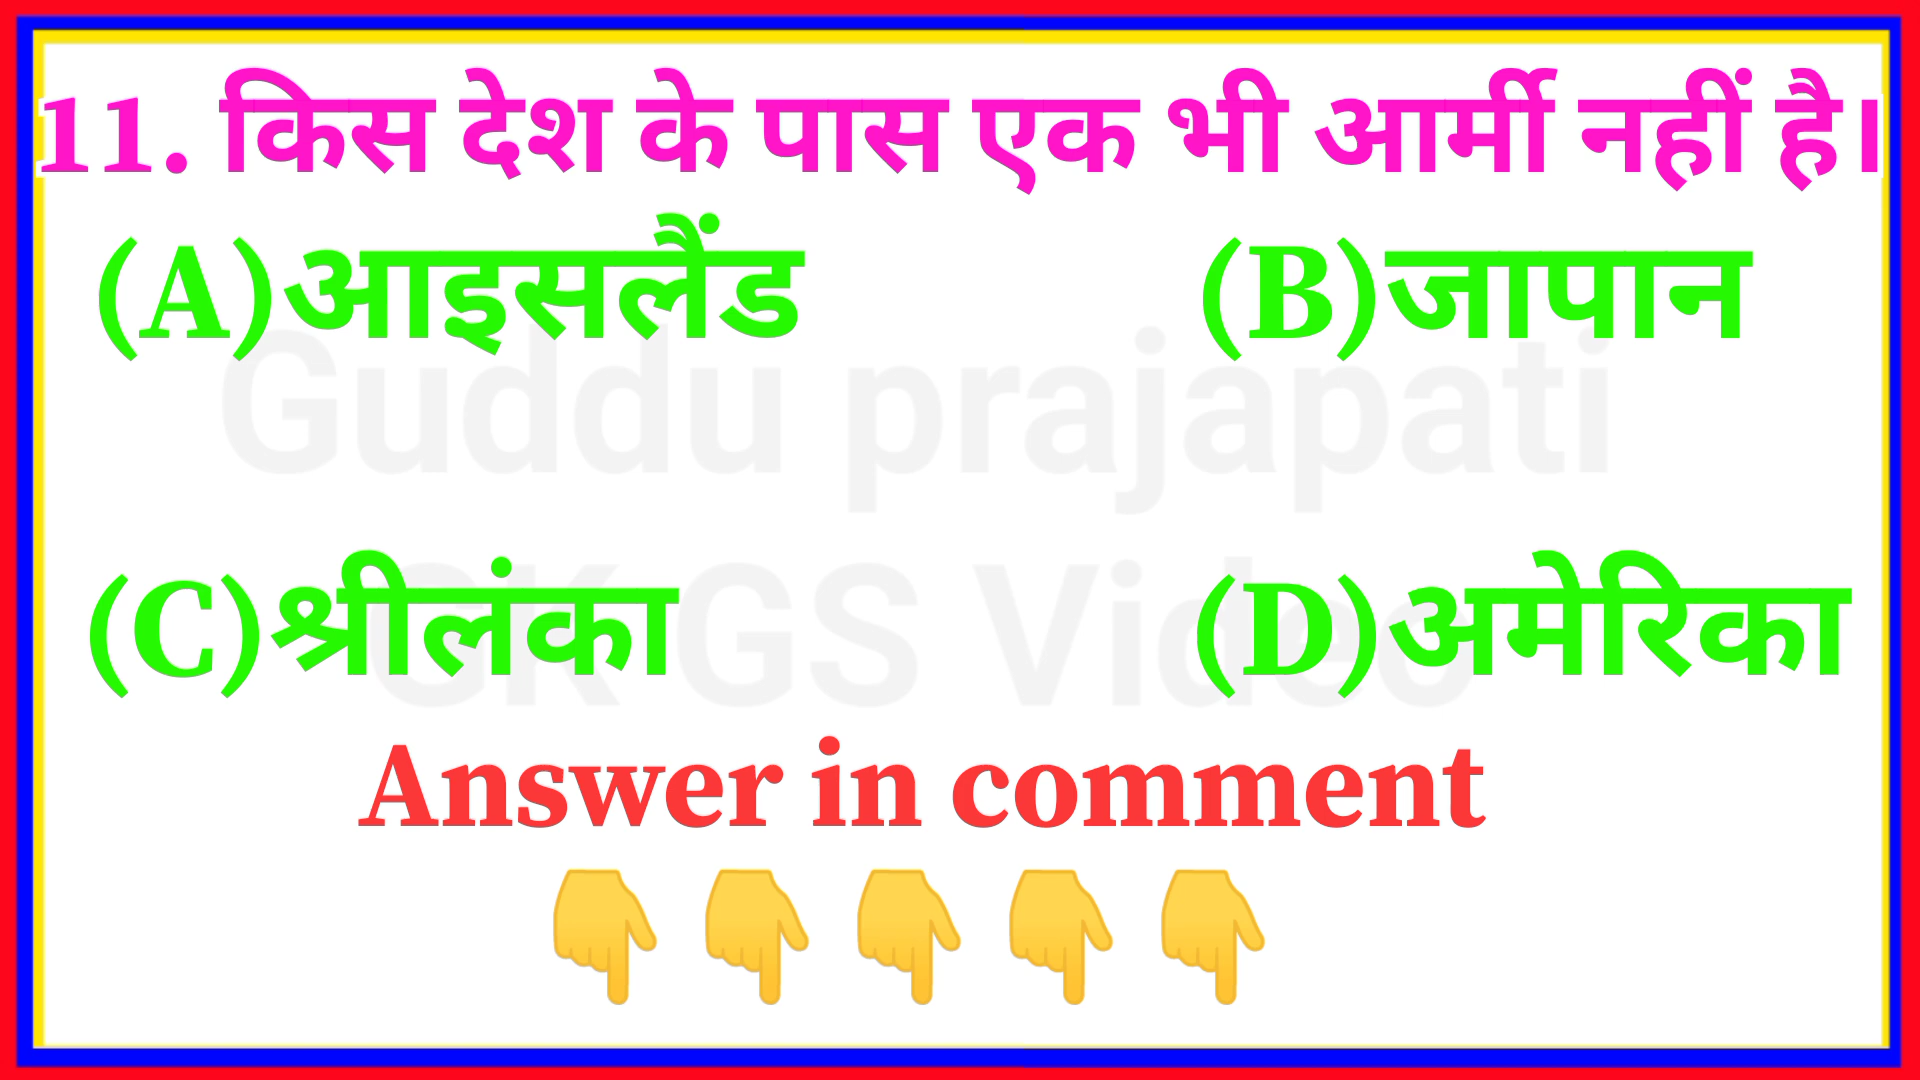 11. किस देश के पास एक भी आर्मी नहीं है।
(A)आइसलैंड (B)जापान
Guddu prajapati
(C)श्रीलंका (D)अमेरिका
GK GS Video
Answer in comment